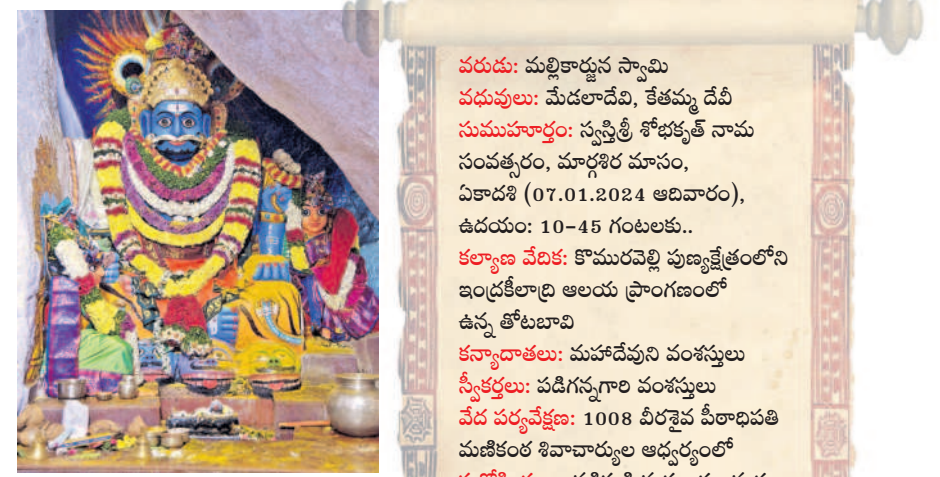 వరుడు: మల్లికార్జున స్వామి
వధువులు: మేడలాదేవి, కేతమ్మ దేవీ
సుముహూర్తం: స్వస్తిశ్రీ శోభకృత్ నామ
సంవత్సరం, మార్గశిర మాసం,
ఏకాదశి (07.01.2024 ఆదివారం),
ఉదయం: 10-45 గంటలకు..
కల్యాణ వేదిక: కొమురవెల్లి పుణ్యక్షేత్రంలోని
ఇంద్రకీలాద్రి ఆలయ ప్రాంగణంలో
ఉన్న తోటబావి
కన్యాదాతలు: మహాదేవుని వంశస్తులు
స్వీకర్తలు: పడిగన్నగారి వంశస్తులు
వేద పర్యవేక్షణ: 1008 వీరశైవ పీఠాధిపతి
మణికంఠ శివాచార్యుల ఆధ్వర్యంలో